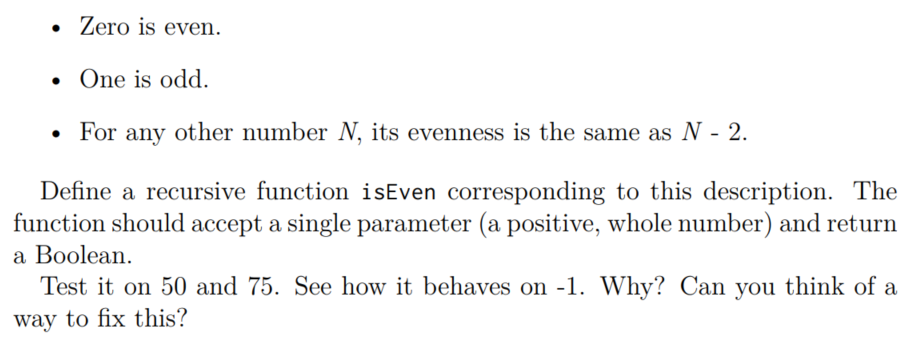 • Zero is even.
• One is odd.
• For any other number N, its evenness is the same as N - 2.
Define a recursive function isEven corresponding to this description. The
function should accept a single parameter (a positive, whole number) and return
a Boolean.
Test it on 50 and 75. See how it behaves on -1. Why? Can you think of a
way to fix this?